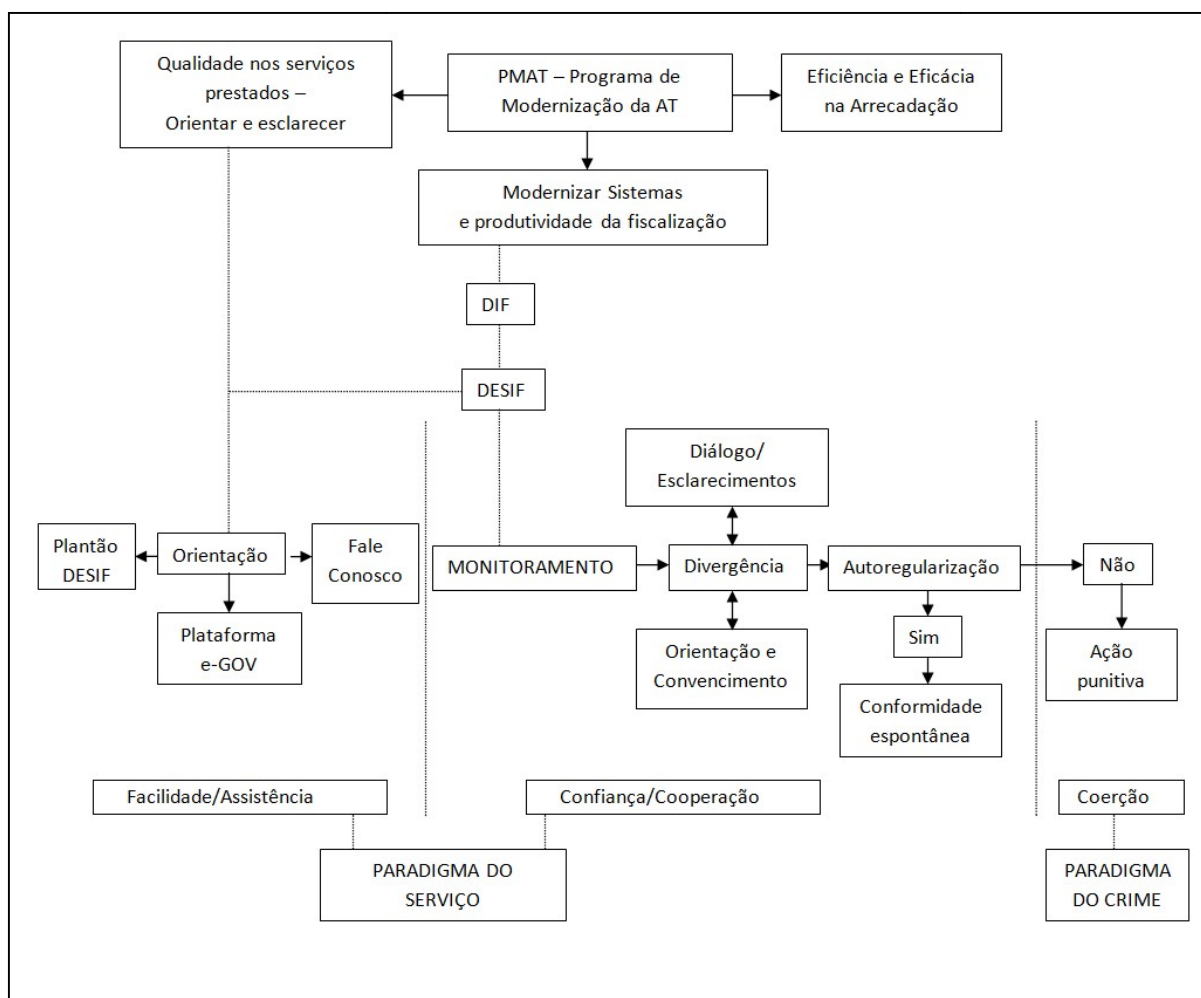 Qualidade nos serviços
prestados –
Orientar e esclarecer
PMAT – Programa de
Modernização da AT
Eficiência e Eficácia
na Arrecadação
Modernizar Sistemas
e produtividade da fiscalização
DIF
DESIF
Diálogo/
Esclarecimentos
Plantão
DESIF
Orientação
Fale
Conosco
MONITORAMENTO
Divergência
Autoregularização
Não
Plataforma
e-GOV
Orientação e
Convencimento
Sim
Ação
punitiva
Conformidade
espontânea
Facilidade/Assistência
Confiança/Cooperação
Coerção
PARADIGMA DO
SERVIÇO
PARADIGMA
DO CRIME